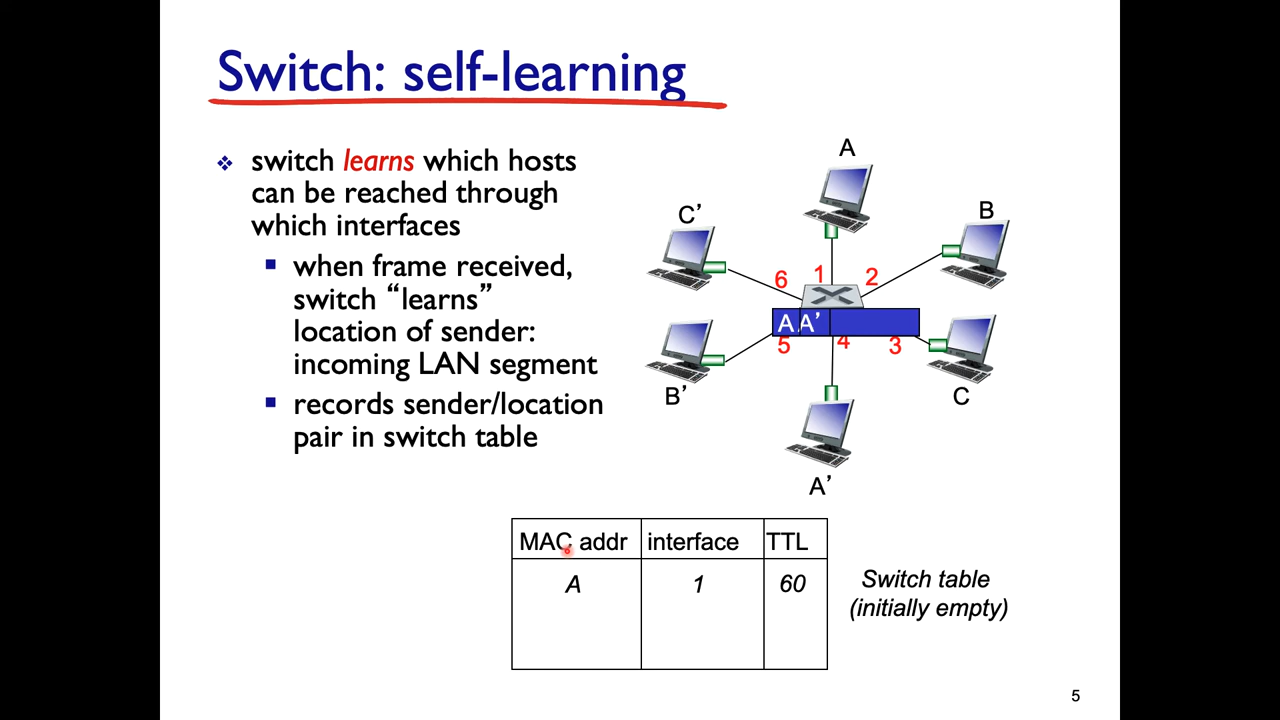 Switch: self-learning
❖ switch learns which hosts
can be reached through
which interfaces
▪ when frame received,
switch “learns”
location of sender:
incoming LAN segment
▪ records sender/location
pair in switch table
A
B
C’
6
1
2
A A’
5
4
3
B’
C
A’
MAC addr interface TTL
A 1 60
Switch table
(initially empty)
5